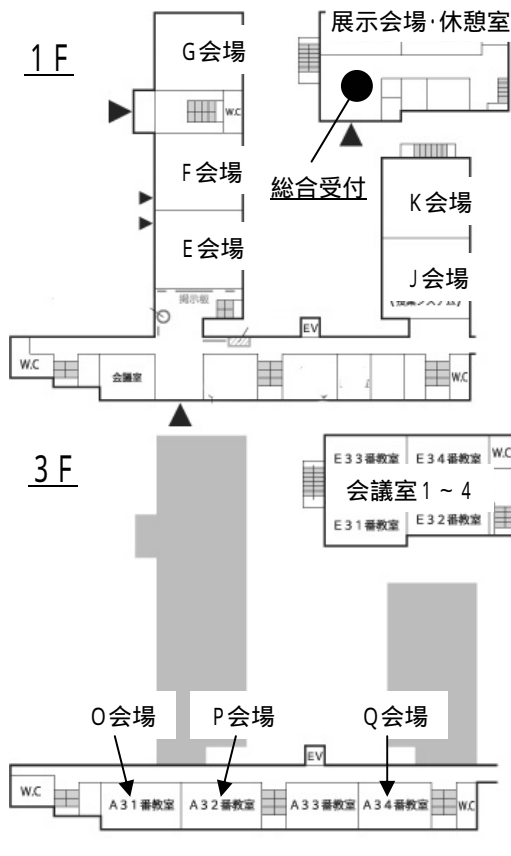 1F
展示会場・休憩室
G会場
W.C
F会場
総合受付
K会場
E会場
J会場
掲示板
EV
W.C
会議室
W.C
3F
E33番教室
E34番教室
W.C
会議室1~4
E31番教室
E32番教室
O会場
P会場
Q会場
EV
W.C
A31番教室
A32番教室
A33番教室
A34番教室
W.C